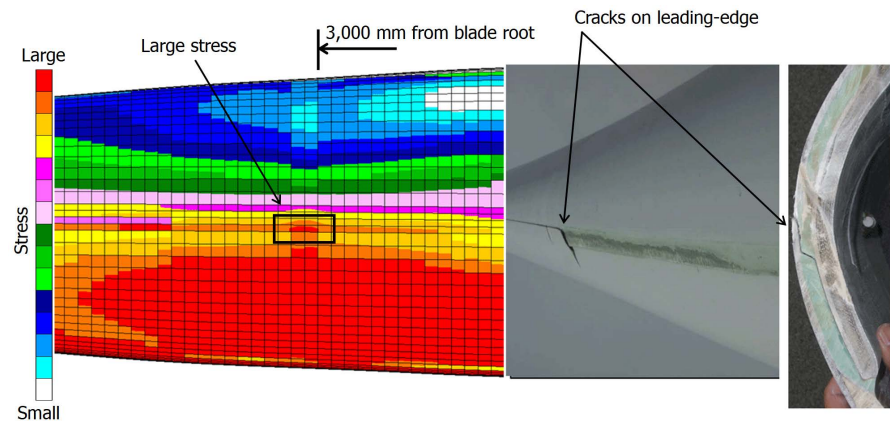 Large
Large stress
3,000 mm from blade root
Cracks on leading-edge
Stress
Small